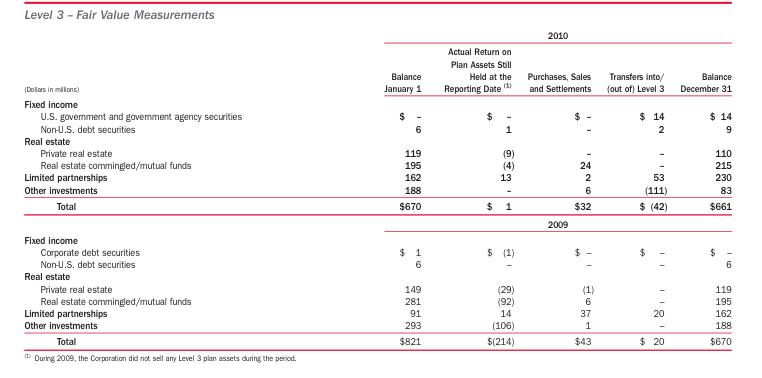 Level 3 – Fair Value Measurements
2010
Actual Return on
Plan Assets Still
Balance Held at the Purchases, Sales Transfers into/ Balance
(Dollars in millions) January 1 Reporting Date (1) and Settlements (out of) Level 3 December 31
Fixed income
U.S. government and government agency securities $ – $ – $ – $ 14 $ 14
Non-U.S. debt securities 6 1 – 2 9
Real estate
Private real estate 119 (9) – – 110
Real estate commingled/mutual funds 195 (4) 24 – 215
Limited partnerships 162 13 2 53 230
Other investments 188 – 6 (111) 83
Total $670 $ 1 $32 $ (42) $661
2009
Fixed income
Corporate debt securities $ 1 $ (1) $ – $ – $ –
Non-U.S. debt securities 6 – – – 6
Real estate
Private real estate 149 (29) (1) – 119
Real estate commingled/mutual funds 281 (92) 6 – 195
Limited partnerships 91 14 37 20 162
Other investments 293 (106) 1 – 188
Total $821 $(214) $43 $ 20 $670
(1) During 2009, the Corporation did not sell any Level 3 plan assets during the period.